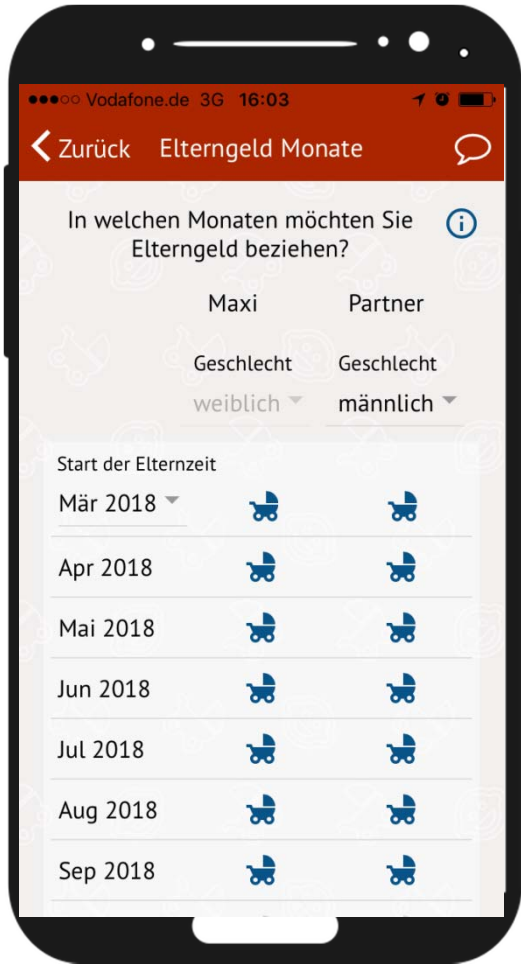 Vodafone.de 3G 16:03
Zurück Elterngeld Monate
In welchen Monaten möchten Sie
Elterngeld beziehen?
Maxi Partner
Geschlecht Geschlecht
weiblich männlich
Start der Elternzeit
Mär 2018
Apr 2018
Mai 2018
Jun 2018
Jul 2018
Aug 2018
Sep 2018